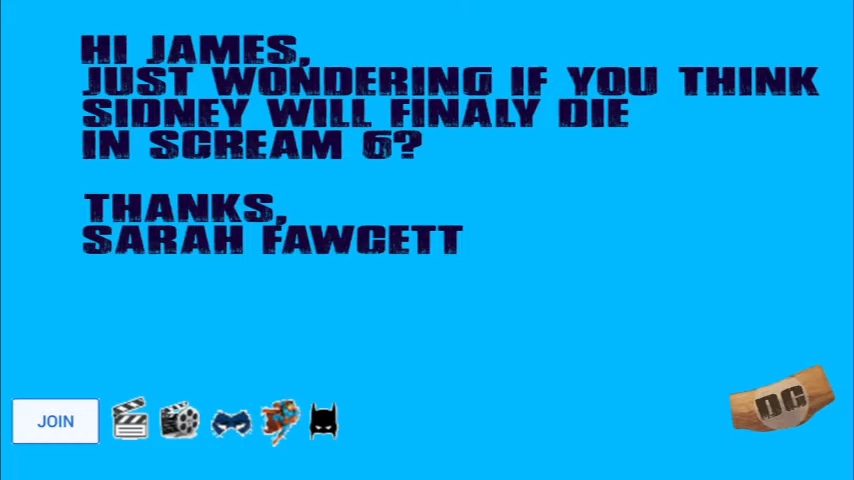 HI JAMES,
JUST WONDERING IF YOU THINK
SIDNEY WILL FINALY DIE
IN SCREAM 6?
THANKS,
SARAH FAWCETT
JOIN
DC